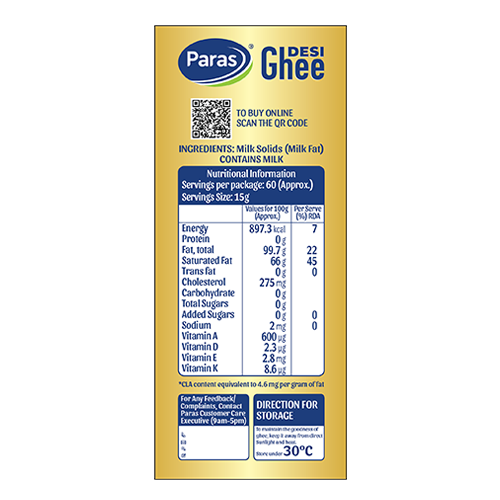 Paras®
DESI
Ghee
TO BUY ONLINE
SCAN THE QR CODE
INGREDIENTS: Milk Solids (Milk Fat)
CONTAINS MILK
Nutritional Information
Servings per package: 60 (Approx.)
Servings Size: 15g
Values for 100g (Approx.) Per Serve (%) RDA
Energy 897.3 kcal 7
Protein 0 g
Fat, total 99.7 g 22
Saturated Fat 66 g 45
Trans fat 0 g 0
Cholesterol 275 mg
Carbohydrate 0 g
Total Sugars 0 g
Added Sugars 0 g 0
Sodium 2 mg 0
Vitamin A 600
Vitamin D 2.3
Vitamin E 2.8 mg
Vitamin K 8.6
*CLA content equivalent to 4.6 mg per gram of fat
For Any Feedback/
Complaints, Contact
Paras Customer Care
Executive (9am-5pm)
DIRECTION FOR
STORAGE
To maintain the goodness of
ghee, keep it away from direct
Sunlight and heat.
Store under 30°C